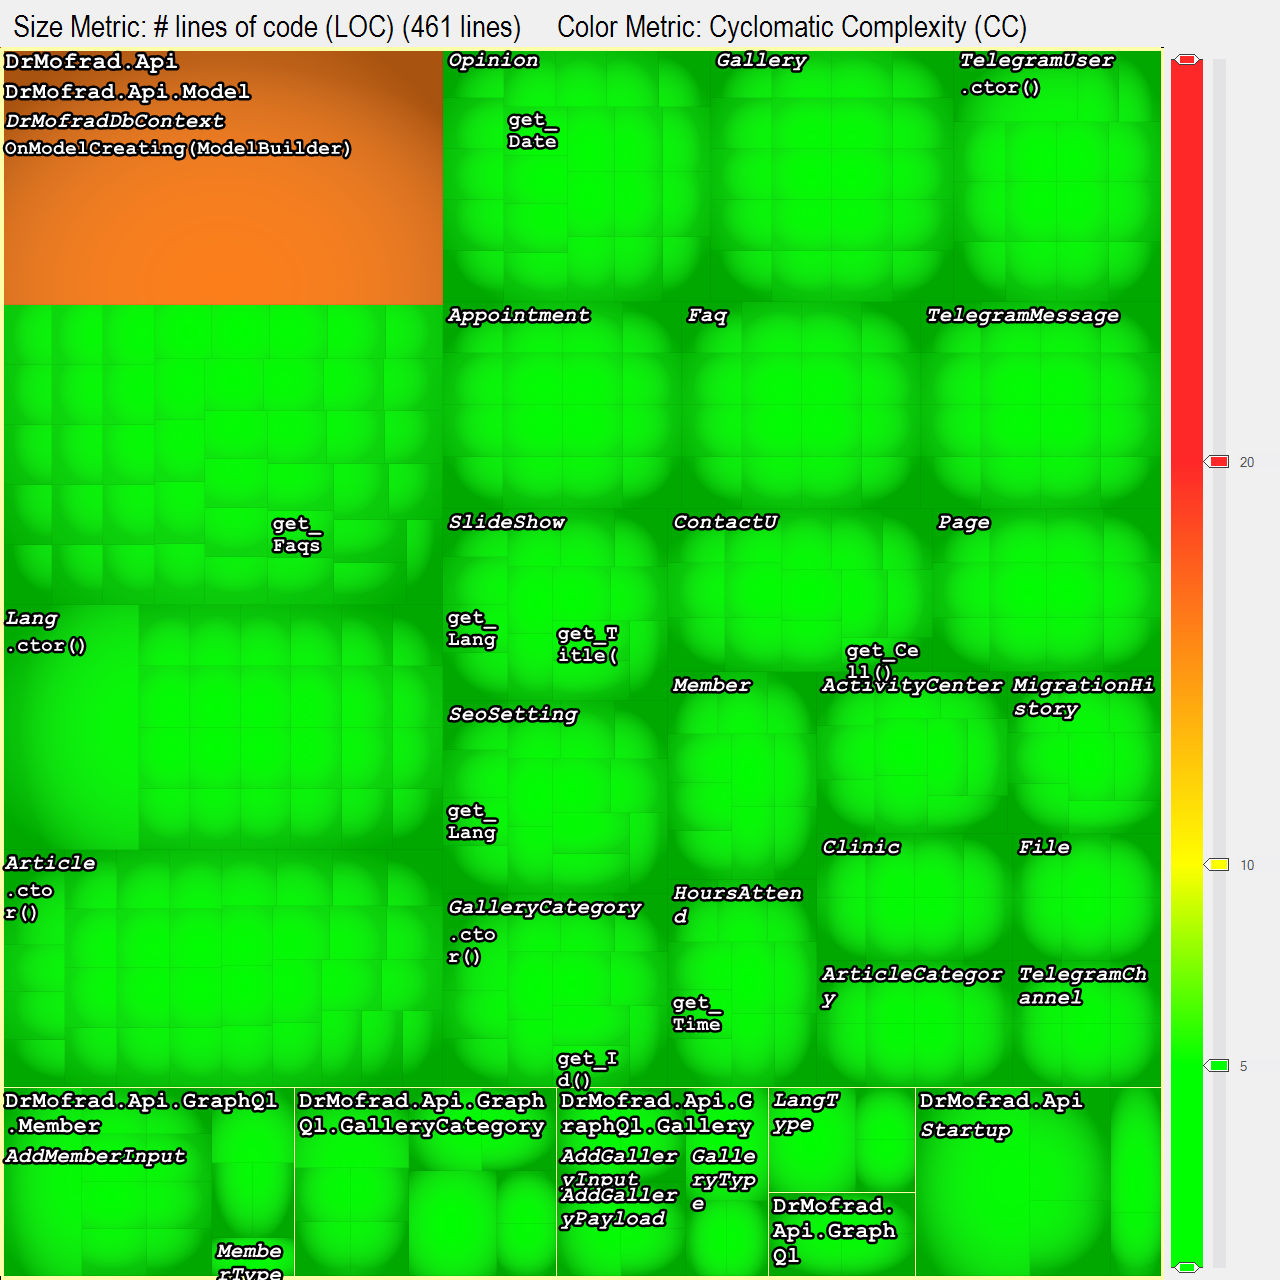 Size Metric: # lines of code (LOC) (461 lines)
Color Metric: Cyclomatic Complexity (CC)
DrMofrad.Api
DrMofrad.Api.Model
DrMofradDbContext
OnModelCreating(ModelBuilder)
Opinion
get_
Date
Gallery
TelegramUser
.ctor()
Appointment
Faq
TelegramMessage
get_
Faqs
SlideShow
get_
Lang
get_T
itle(
ContactU
get_Ce
ll()
Page
Lang
.ctor()
SeoSetting
get_
Lang
Member
ActivityCenter
MigrationHi
story
Clinic
File
Article
.cto
r()
GalleryCategory
.cto
r()
get_I
d()
HoursAtten
d
get_
Time
ArticleCategor
y
TelegramCh
annel
DrMofrad.Api.GraphQl
.Member
AddMemberInput
Membe
rType
DrMofrad.Api.Graph
Ql.GalleryCategory
DrMofrad.Api.G
raphQl.Gallery
AddGaller
yInput
AddGaller
yPayload
Galle
ryTyp
e
LangT
ype
DrMofrad.
Api.Graph
Ql
DrMofrad.Api
Startup
20
10
5